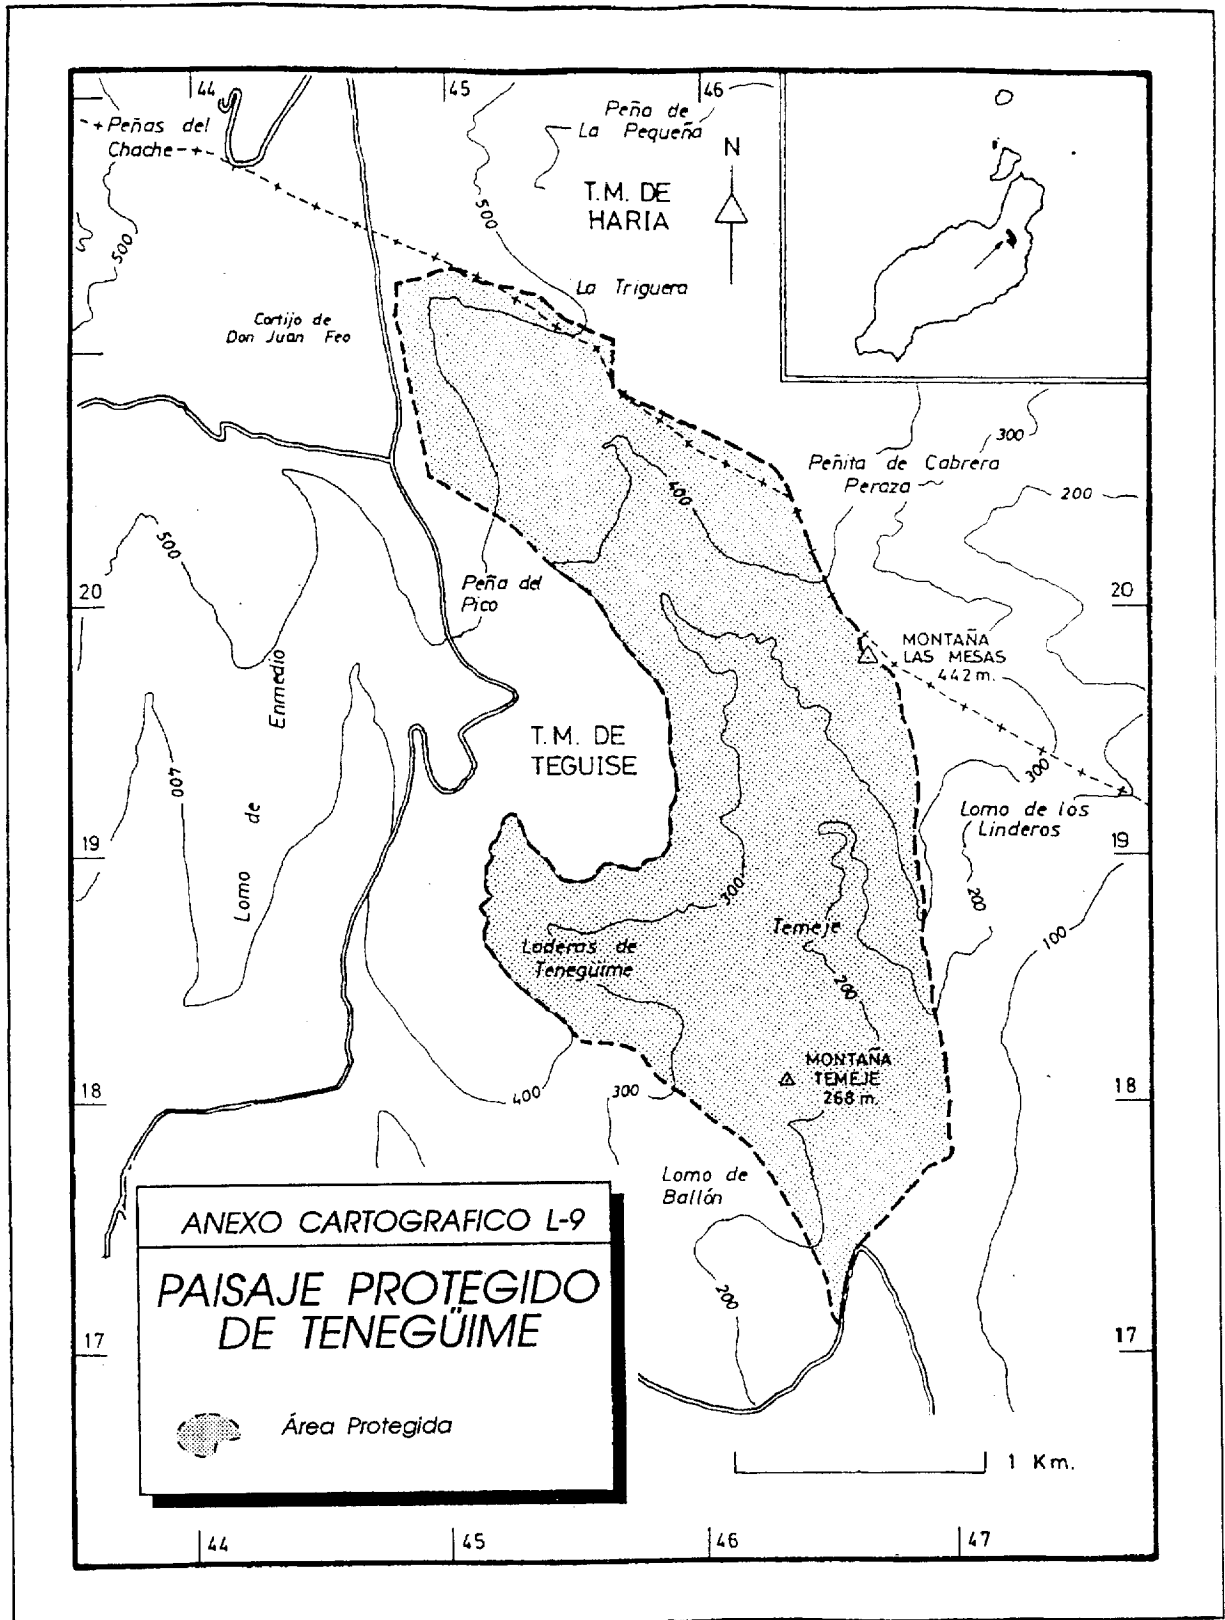 44
45
46
Peñas del
Chache
Peña de
La Pequeña
N
T.M. DE
HARIA
500
500
La Triguera
Cortijo de
Don Juan Feo
300
Peñita de Cabrera
Peraza
400
200
500
20
Peña del
Pico
20
MONTAÑA
LAS MESAS
442 m.
Lomo de Enmedio
T.M. DE
TEGUISE
400
300
Lomo de los
Linderos
19
19
300
200
Temeje
100
Laderas de
Tenegüime
200
MONTAÑA
TEMEJE
268 m.
18
400
300
18
Lomo de
Ballón
ANEXO CARTOGRAFICO L-9
PAISAJE PROTEGIDO
DE TENEGÜIME
200
17
17
Área Protegida
1 Km.
44
45
46
47